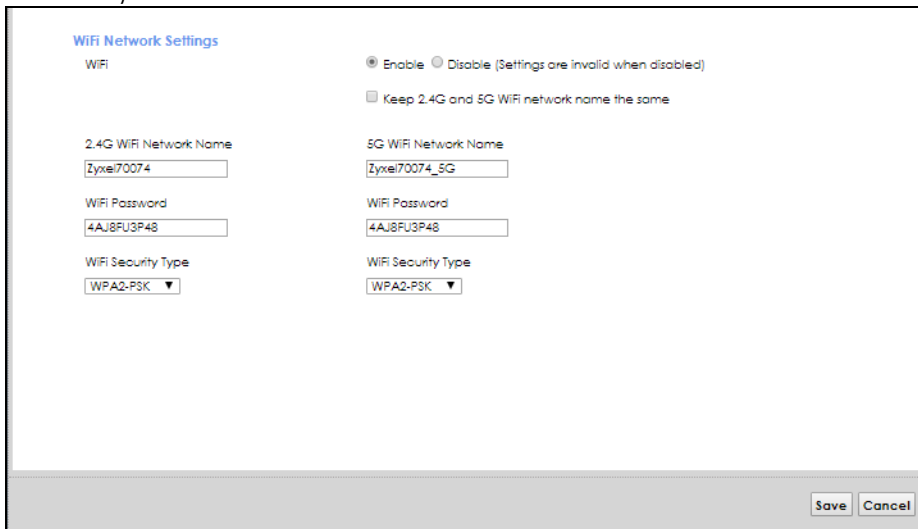 WiFi Network Settings
WiFi Enable Disable (Settings are invalid when disabled)
Keep 2.4G and 5G WiFi network name the same
2.4G WiFi Network Name 5G WiFi Network Name
Zyxel70074 Zyxel70074_5G
WiFi Password WiFi Password
4AJ8FU3P48 4AJ8FU3P48
WiFi Security Type WiFi Security Type
WPA2-PSK WPA2-PSK
Save Cancel